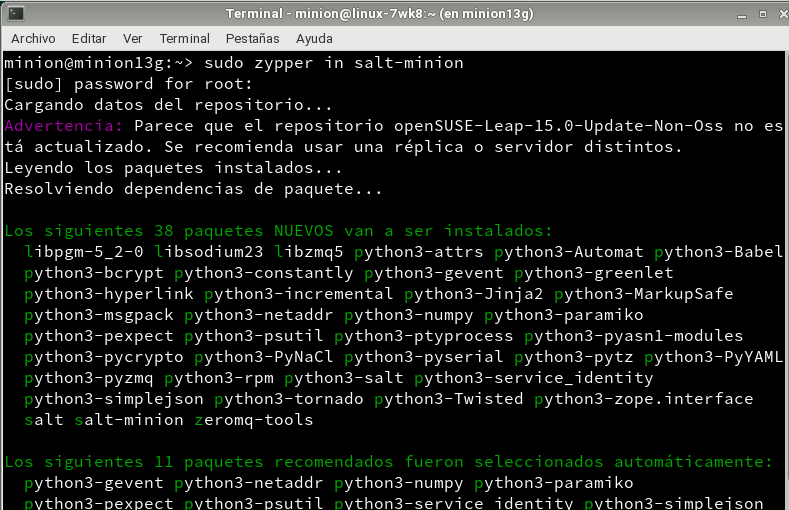 Terminal - minion@linux-7wk8:~ (en minion13g)
Archivo Editar Ver Terminal Pestañas Ayuda
minion@minion13g:~> sudo zypper in salt-minion
[sudo] password for root:
Cargando datos del repositorio...
Advertencia: Parece que el repositorio openSUSE-Leap-15.0-Update-Non-Oss no es
tá actualizado. Se recomienda usar una réplica o servidor distintos.
Leyendo los paquetes instalados...
Resolviendo dependencias de paquete...
Los siguientes 38 paquetes NUEVOS van a ser instalados:
libpgm-5_2-0 libsodium23 libzmq5 python3-attrs python3-Automat python3-Babel
python3-bcrypt python3-constantly python3-gevent python3-greenlet
python3-hyperlink python3-incremental python3-Jinja2 python3-MarkupSafe
python3-msgpack python3-netaddr python3-numpy python3-paramiko
python3-pexpect python3-psutil python3-ptyprocess python3-pyasn1-modules
python3-pycrypto python3-PyNaCl python3-pyserial python3-pytz python3-PyYAML
python3-pyzmq python3-rpm python3-salt python3-service_identity
python3-simplejson python3-tornado python3-Twisted python3-zope.interface
salt salt-minion zeromq-tools
Los siguientes 11 paquetes recomendados fueron seleccionados automáticamente:
python3-gevent python3-netaddr python3-numpy python3-paramiko
python3-pexpect python3-psutil python3-service_identity python3-simplejson